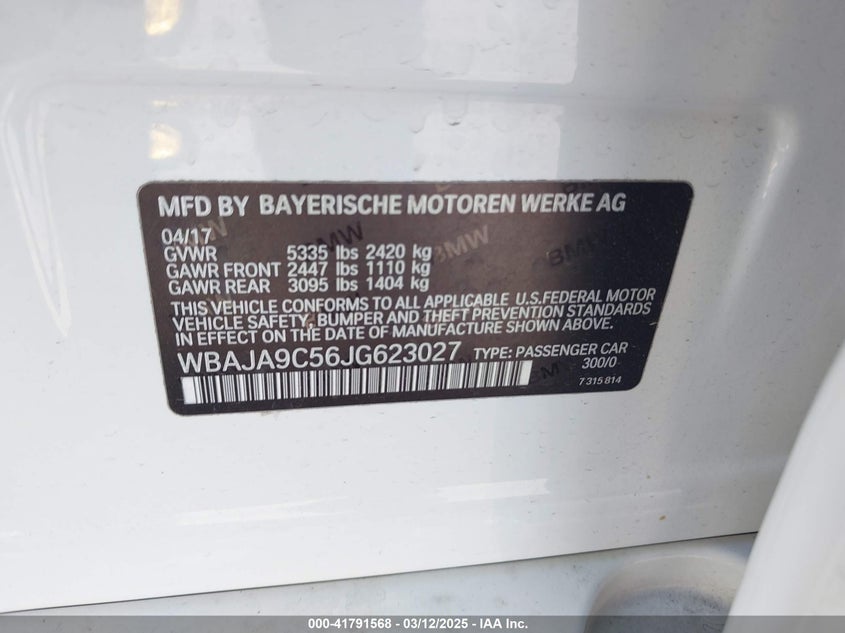 MFD BY BAYERISCHE MOTOREN WERKE AG
04/17
GVWR 5335 lbs 2420 kg
GAWR FRONT 2447 lbs 1110 kg
GAWR REAR 3095 lbs 1404 kg
THIS VEHICLE CONFORMS TO ALL APPLICABLE U.S.FEDERAL MOTOR
VEHICLE SAFETY, BUMPER AND THEFT PREVENTION STANDARDS
IN EFFECT ON THE DATE OF MANUFACTURE SHOWN ABOVE.
WBAJA9C56JG623027 TYPE: PASSENGER CAR
300/0
7 315 814
BMW
BMW
BMW
000-41791568 - 03/12/2025 - IAA Inc.